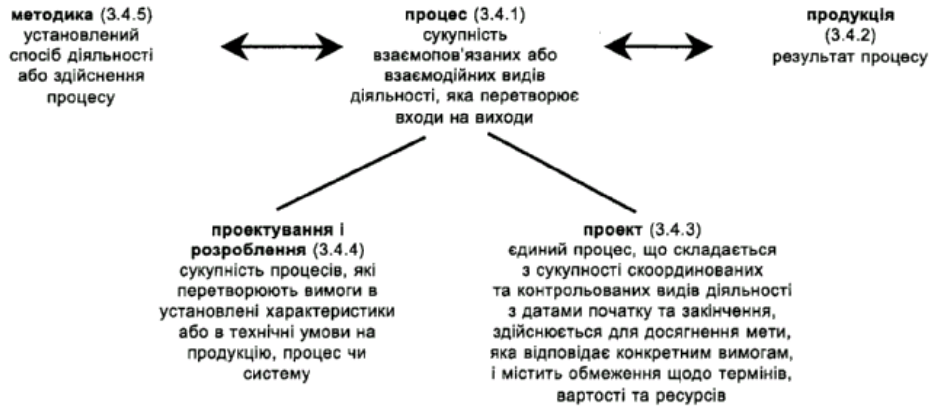 методика (3.4.5)
установлений
спосіб діяльності
або здійснення
процесу
процес (3.4.1)
сукупність
взаємопов'язаних або
взаємодійних видів
діяльності, яка перетворює
входи на виходи
продукція
(3.4.2)
результат процесу
проектування і
розроблення (3.4.4)
сукупність процесів, які
перетворюють вимоги в
установлені характеристики
або в технічні умови на
продукцію, процес чи
систему
проект (3.4.3)
єдиний процес, що складається
з сукупності скоординованих
та контрольованих видів діяльності
з датами початку та закінчення,
здійснюється для досягнення мети,
яка відповідає конкретним вимогам,
і містить обмеження щодо термінів,
вартості та ресурсів